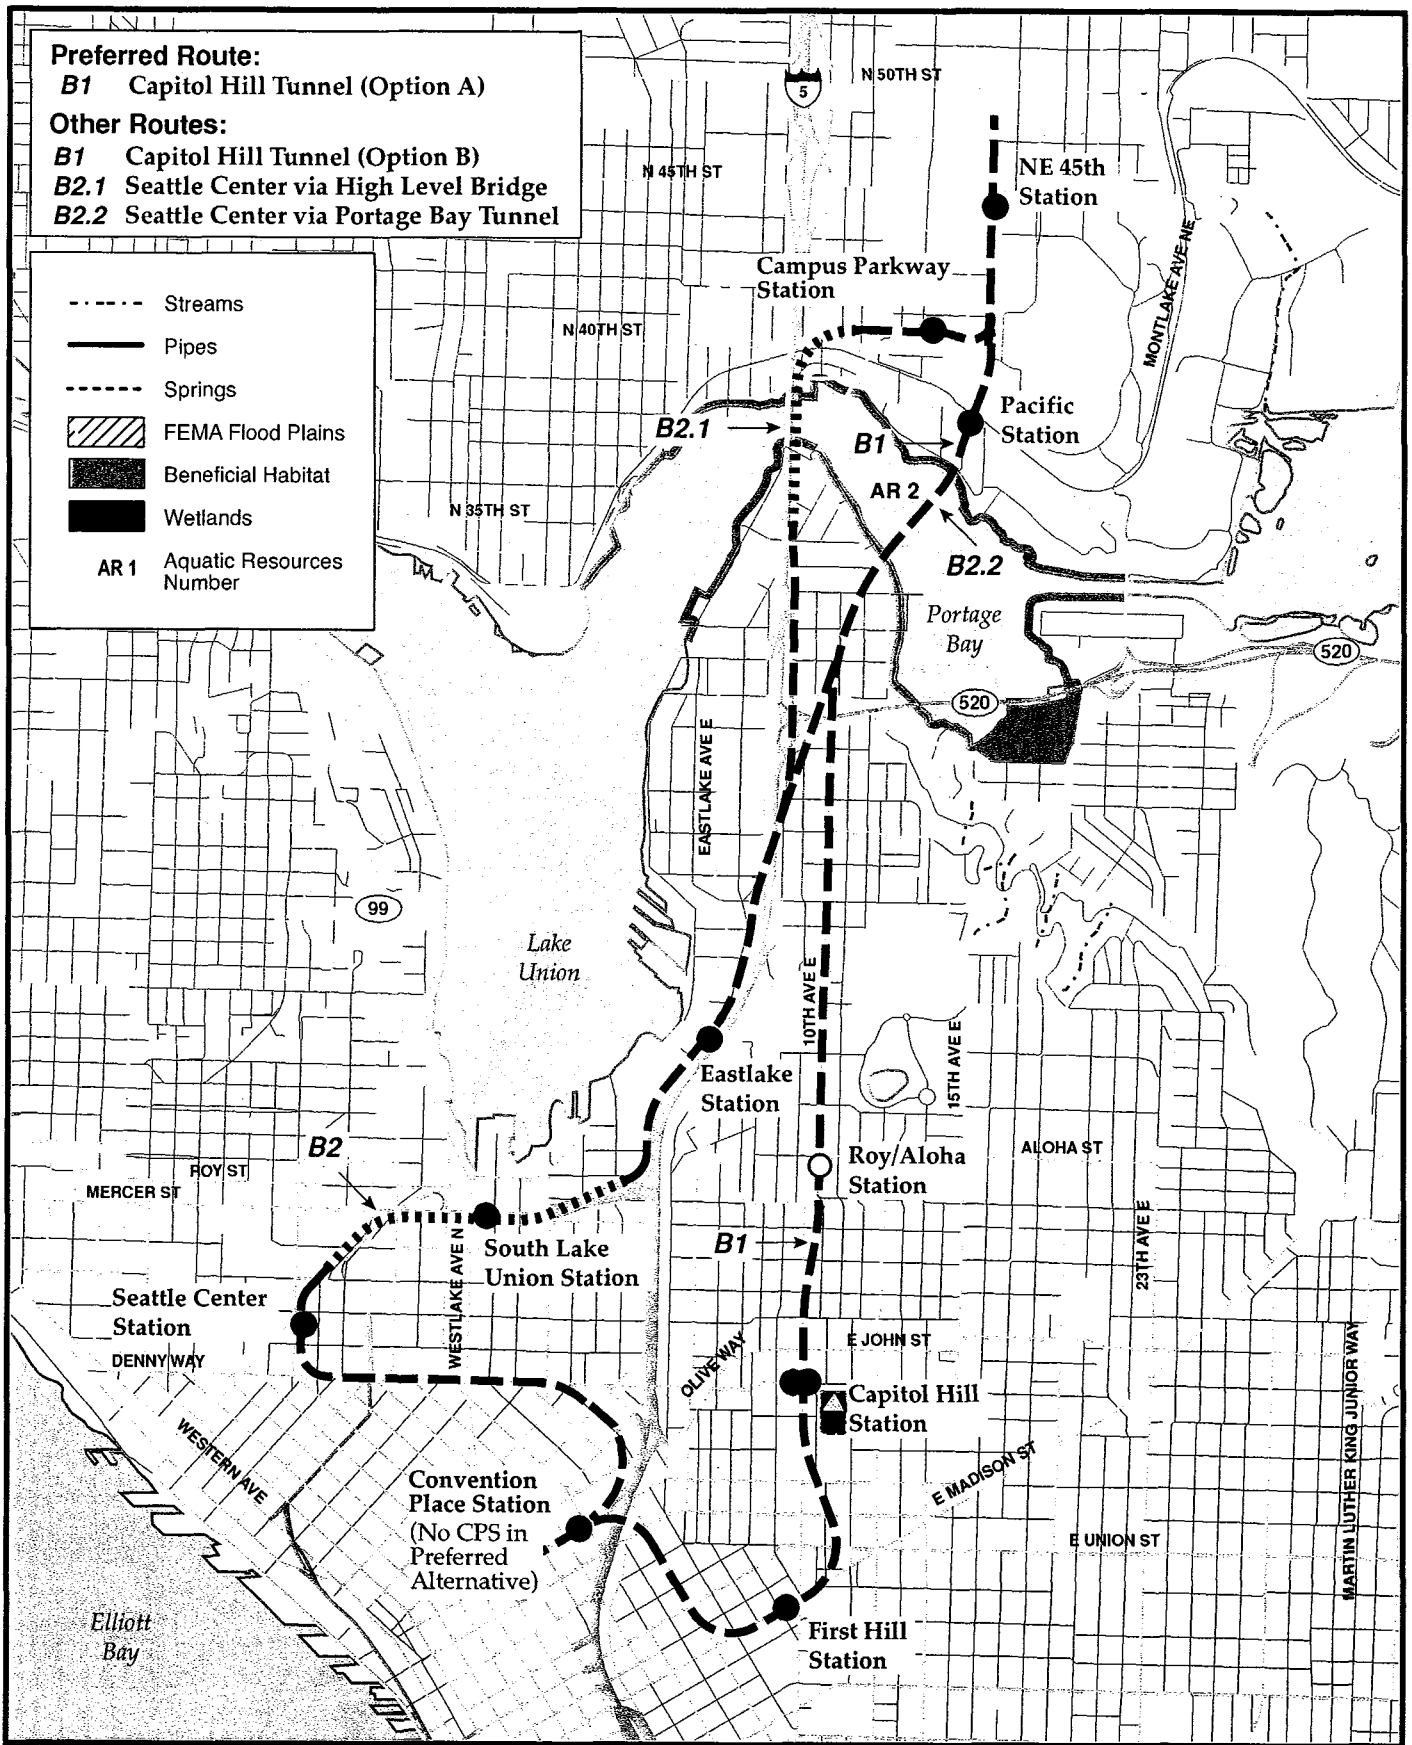 Preferred Route:
B1 Capitol Hill Tunnel (Option A)
Other Routes:
B1 Capitol Hill Tunnel (Option B)
B2.1 Seattle Center via High Level Bridge
B2.2 Seattle Center via Portage Bay Tunnel
Streams
Pipes
Springs
FEMA Flood Plains
Beneficial Habitat
Wetlands
AR 1 Aquatic Resources
Number
5
N 50TH ST
N 45TH ST
NE 45th
Station
MONTLAKE AVE NE
Campus Parkway
Station
N 40TH ST
Pacific
Station
B2.1
B1
AR 2
N 35TH ST
B2.2
Portage
Bay
520
520
EASTLAKE AVE E
99
Lake
Union
10TH AVE E
15TH AVE E
Eastlake
Station
B2
ROY ST
MERCER ST
ALOHA ST
Roy/Aloha
Station
B1
23TH AVE E
South Lake
Union Station
WESTLAKE AVE N
Seattle Center
Station
DENNY WAY
E JOHN ST
OLIVE WAY
Capitol Hill
Station
MARTIN LUTHER KING JUNIOR WAY
WESTERN AVE
E MADISON ST
Convention
Place Station
(No CPS in
Preferred
Alternative)
E UNION ST
Elliott
Bay
First Hill
Station